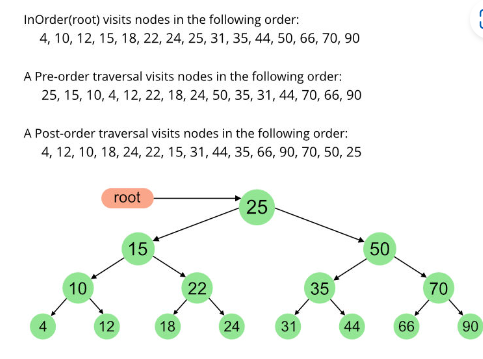 InOrder(root) visits nodes in the following order:
4, 10, 12, 15, 18, 22, 24, 25, 31, 35, 44, 50, 66, 70, 90
A Pre-order traversal visits nodes in the following order:
25, 15, 10, 4, 12, 22, 18, 24, 50, 35, 31, 44, 70, 66, 90
A Post-order traversal visits nodes in the following order:
4, 12, 10, 18, 24, 22, 15, 31, 44, 35, 66, 90, 70, 50, 25
root
25
15 50
10 22 35 70
4 12 18 24 31 44 66 90